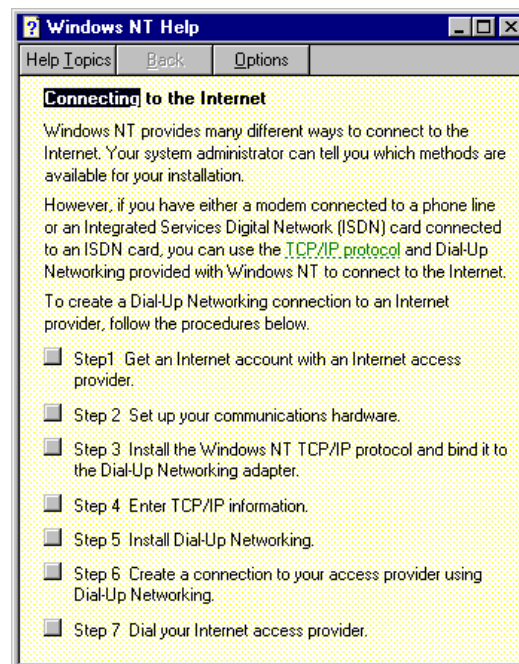 Windows NT Help
Help Topics Back Options
Connecting to the Internet
Windows NT provides many different ways to connect to the
Internet. Your system administrator can tell you which methods are
available for your installation.
However, if you have either a modem connected to a phone line
or an Integrated Services Digital Network (ISDN) card connected
to an ISDN card, you can use the TCP/IP protocol and Dial-Up
Networking provided with Windows NT to connect to the Internet.
To create a Dial-Up Networking connection to an Internet
provider, follow the procedures below.
Step1 Get an Internet account with an Internet access
provider.
Step 2 Set up your communications hardware.
Step 3 Install the Windows NT TCP/IP protocol and bind it to
the Dial-Up Networking adapter.
Step 4 Enter TCP/IP information.
Step 5 Install Dial-Up Networking.
Step 6 Create a connection to your access provider using
Dial-Up Networking.
Step 7 Dial your Internet access provider.